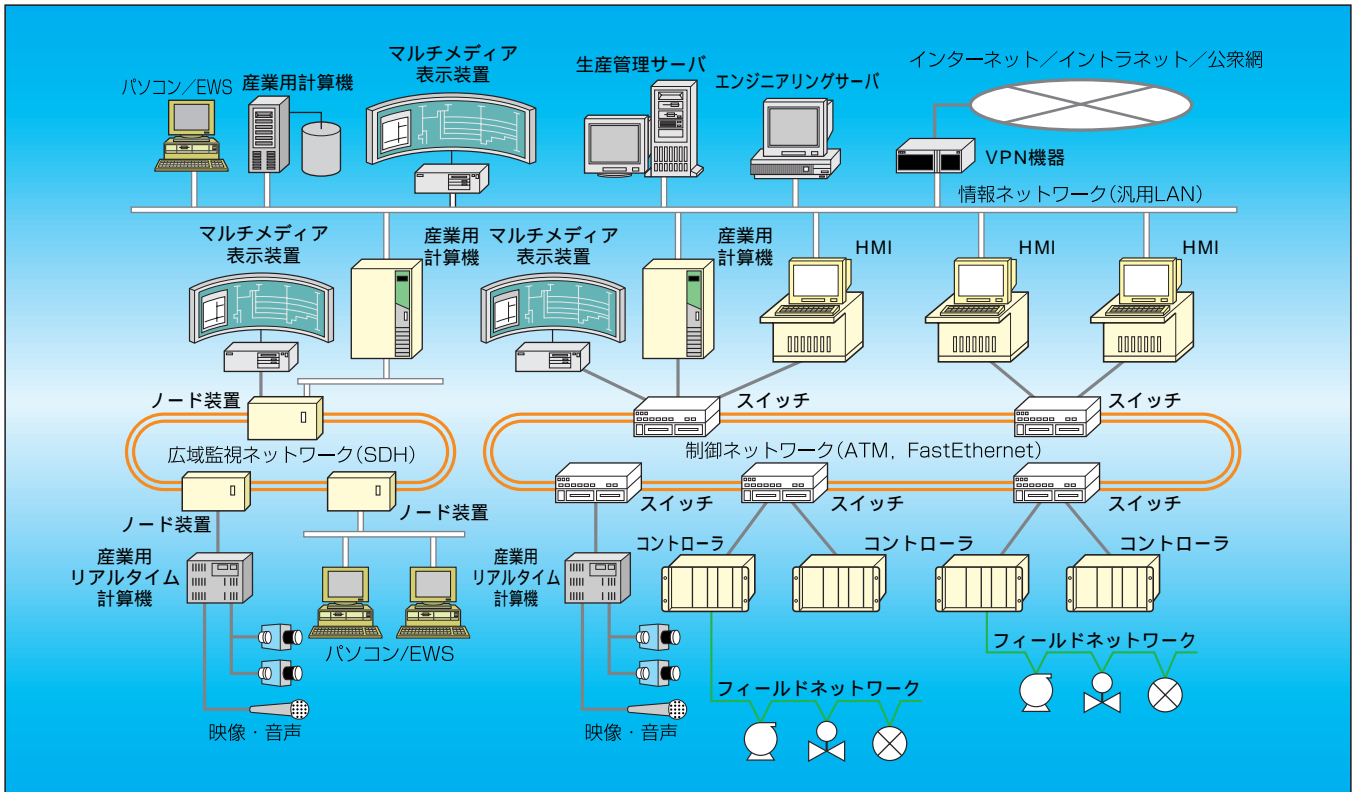 マルチメディア
表示装置
生産管理サーバ
インターネット／イントラネット／公衆網
パソコン／EWS
産業用計算機
エンジニアリングサーバ
VPN機器
情報ネットワーク(汎用LAN)
マルチメディア
表示装置
産業用
計算機
マルチメディア
表示装置
産業用
計算機
HMI
HMI
HMI
ノード装置
スイッチ
スイッチ
広域監視ネットワーク(SDH)
制御ネットワーク(ATM，FastEthernet)
ノード装置
ノード装置
スイッチ
スイッチ
スイッチ
産業用
リアルタイム
計算機
産業用
リアルタイム
計算機
コントローラ
コントローラ
コントローラ
コントローラ
パソコン/EWS
フィールドネットワーク
フィールドネットワーク
映像・音声
映像・音声